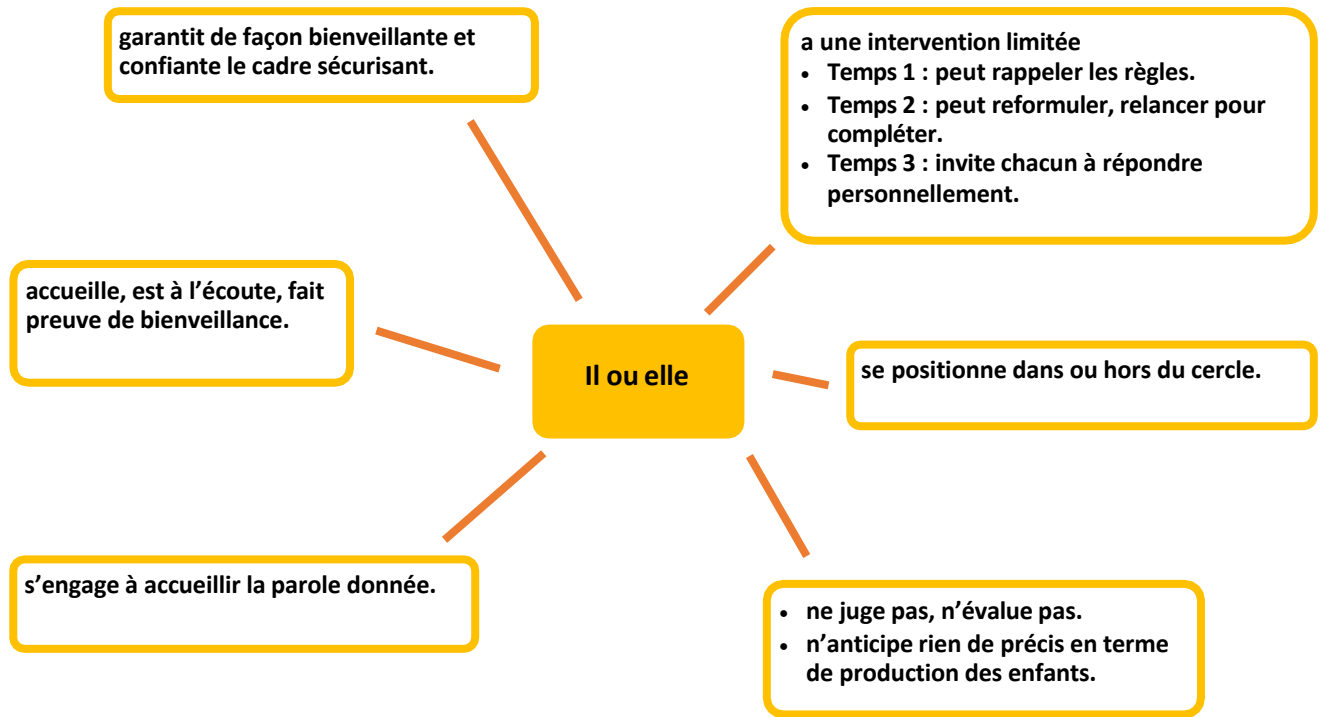 garantit de façon bienveillante et
confiante le cadre sécurisant.
a une intervention limitée
• Temps 1 : peut rappeler les règles.
• Temps 2 : peut reformuler, relancer pour
compléter.
• Temps 3 : invite chacun à répondre
personnellement.
accueille, est à l’écoute, fait
preuve de bienveillance.
Il ou elle
se positionne dans ou hors du cercle.
s’engage à accueillir la parole donnée.
• ne juge pas, n’évalue pas.
• n’anticipe rien de précis en terme
de production des enfants.